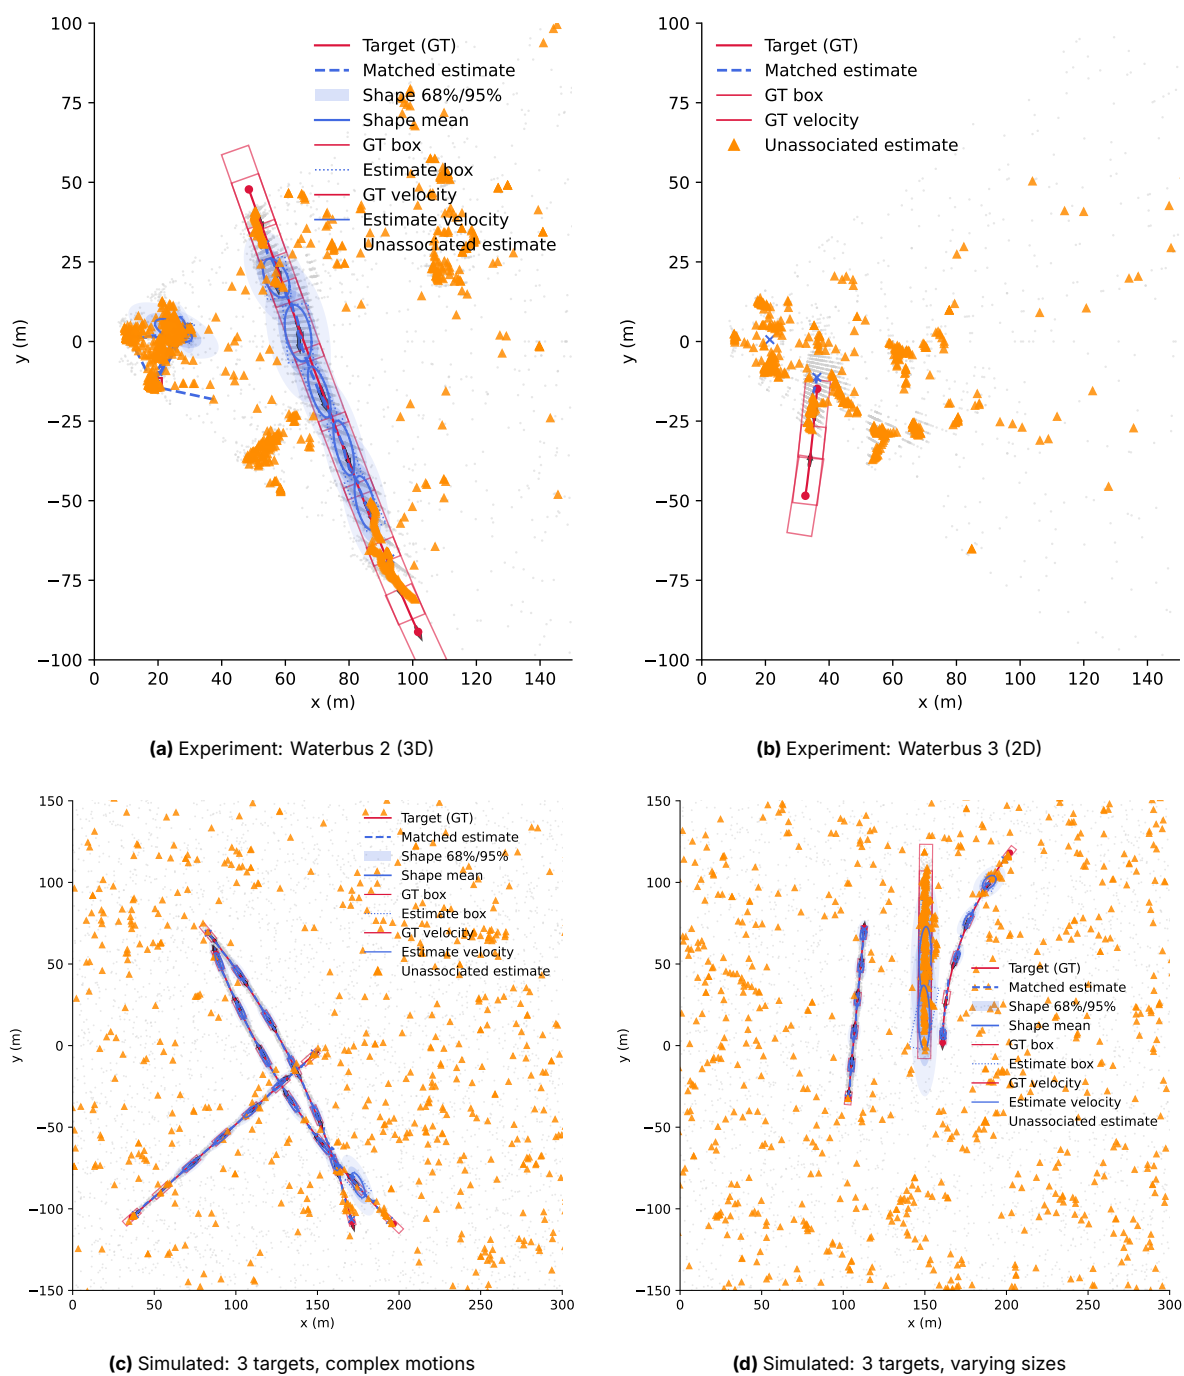 100
75
50
25
0
−25
−50
−75
−100
y (m)
0 20 40 60 80 100 120 140
x (m)
Target (GT)
Matched estimate
Shape 68%/95%
Shape mean
GT box
Estimate box
GT velocity
Estimate velocity
Unassociated estimate
(a) Experiment: Waterbus 2 (3D)
100
75
50
25
0
−25
−50
−75
−100
y (m)
0 20 40 60 80 100 120 140
x (m)
Target (GT)
Matched estimate
GT box
GT velocity
Unassociated estimate
(b) Experiment: Waterbus 3 (2D)
150
100
50
0
−50
−100
−150
y (m)
0 50 100 150 200 250 300
x (m)
Target (GT)
Matched estimate
Shape 68%/95%
Shape mean
GT box
Estimate box
GT velocity
Estimate velocity
Unassociated estimate
(c) Simulated: 3 targets, complex motions
150
100
50
0
−50
−100
−150
y (m)
0 50 100 150 200 250 300
x (m)
Target (GT)
Matched estimate
Shape 68%/95%
Shape mean
GT box
Estimate box
GT velocity
Estimate velocity
Unassociated estimate
(d) Simulated: 3 targets, varying sizes